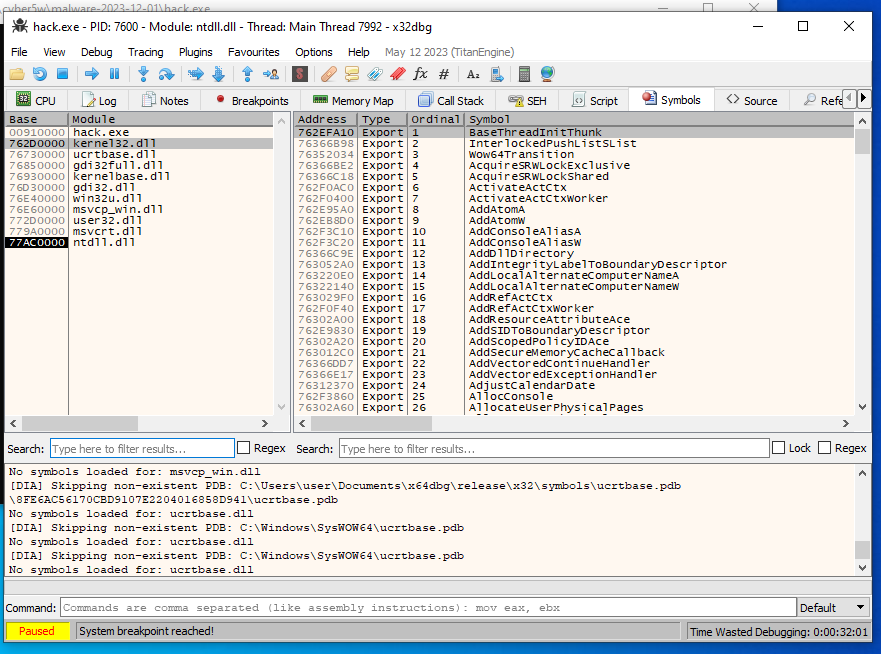 cyber5w\malware-2023-12-01\hack.exe
hack.exe - PID: 7600 - Module: ntdll.dll - Thread: Main Thread 7992 - x32dbg
File View Debug Tracing Plugins Favourites Options Help May 12 2023 (TitanEngine)
CPU Log Notes Breakpoints Memory Map Call Stack SEH Script Symbols Source Refe
Base Module
00910000 hack.exe
762D0000 kernel32.dll
76730000 ucrtbase.dll
76850000 gdi32full.dll
76930000 kernelbase.dll
76D30000 gdi32.dll
76E40000 win32u.dll
76E60000 msvcp_win.dll
772D0000 user32.dll
779A0000 msvcrt.dll
77AC0000 ntdll.dll
Address Type Ordinal Symbol
762EFA10 Export 1 BaseThreadInitThunk
76366B98 Export 2 InterlockedPushListSList
76352034 Export 3 Wow64Transition
76366BE2 Export 4 AcquireSRWLockExclusive
76366C18 Export 5 AcquireSRWLockShared
762F0AC0 Export 6 ActivateActCtx
762F0400 Export 7 ActivateActCtxWorker
762E95A0 Export 8 AddAtomA
762EB8D0 Export 9 AddAtomW
762F3C10 Export 10 AddConsoleAliasA
762F3C20 Export 11 AddConsoleAliasW
76366C9E Export 12 AddDllDirectory
763052A0 Export 13 AddIntegrityLabelToBoundaryDescriptor
763220E0 Export 14 AddLocalAlternateComputerNameA
76322140 Export 15 AddLocalAlternateComputerNameW
763029F0 Export 16 AddRefActCtx
762F0F40 Export 17 AddRefActCtxWorker
76302A00 Export 18 AddResourceAttributeAce
762E9830 Export 19 AddSIDToBoundaryDescriptor
76302A20 Export 20 AddScopedPolicyIDAce
763012C0 Export 21 AddSecureMemoryCacheCallback
76366DD7 Export 22 AddVectoredContinueHandler
76366E17 Export 23 AddVectoredExceptionHandler
76312370 Export 24 AdjustCalendarDate
762F3860 Export 25 AllocConsole
76302A60 Export 26 AllocateUserPhysicalPages
Search: Type here to filter results... Regex Search: Type here to filter results... Lock Regex
No symbols loaded for: msvcp_win.dll
[DIA] Skipping non-existent PDB: C:\Users\user\Documents\x64dbg\release\x32\symbols\ucrtbase.pdb
\8FE6AC56170CBD9107E2204016858D941\ucrtbase.pdb
No symbols loaded for: ucrtbase.dll
[DIA] Skipping non-existent PDB: C:\Windows\SysWOW64\ucrtbase.pdb
No symbols loaded for: ucrtbase.dll
[DIA] Skipping non-existent PDB: C:\Windows\SysWOW64\ucrtbase.pdb
No symbols loaded for: ucrtbase.dll
Command: Commands are comma separated (like assembly instructions): mov eax, ebx Default
Paused System breakpoint reached! Time Wasted Debugging: 0:00:32:01